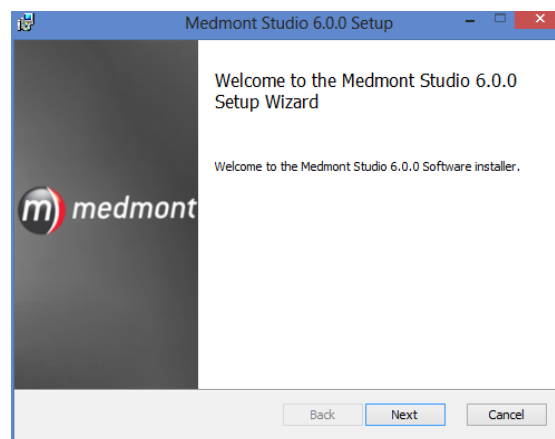 Medmont Studio 6.0.0 Setup
Welcome to the Medmont Studio 6.0.0
Setup Wizard
Welcome to the Medmont Studio 6.0.0 Software installer.
m) medmont
Back Next Cancel